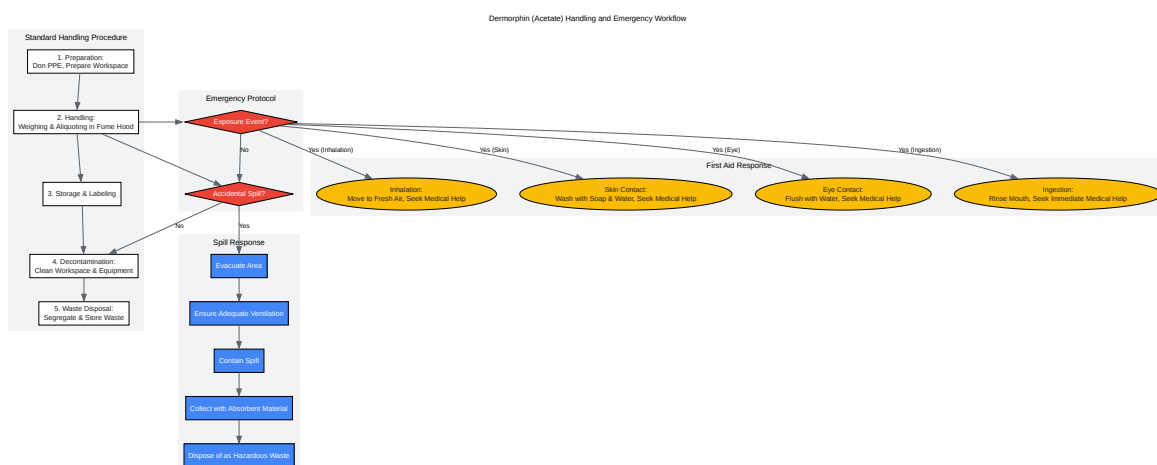 Dermorphin (Acetate) Handling and Emergency Workflow
Standard Handling Procedure
1. Preparation:
Don PPE, Prepare Workspace
2. Handling:
Weighing & Aliquoting in Fume Hood
3. Storage & Labeling
4. Decontamination:
Clean Workspace & Equipment
5. Waste Disposal:
Segregate & Store Waste
Emergency Protocol
Exposure Event?
No
Accidental Spill?
No
Yes
Yes (Inhalation)
Yes (Skin)
Yes (Eye)
Yes (Ingestion)
First Aid Response
Inhalation:
Move to Fresh Air, Seek Medical Help
Skin Contact:
Wash with Soap & Water, Seek Medical Help
Eye Contact:
Flush with Water, Seek Medical Help
Ingestion:
Rinse Mouth, Seek Immediate Medical Help
Spill Response
Evacuate Area
Ensure Adequate Ventilation
Contain Spill
Collect with Absorbent Material
Dispose of as Hazardous Waste